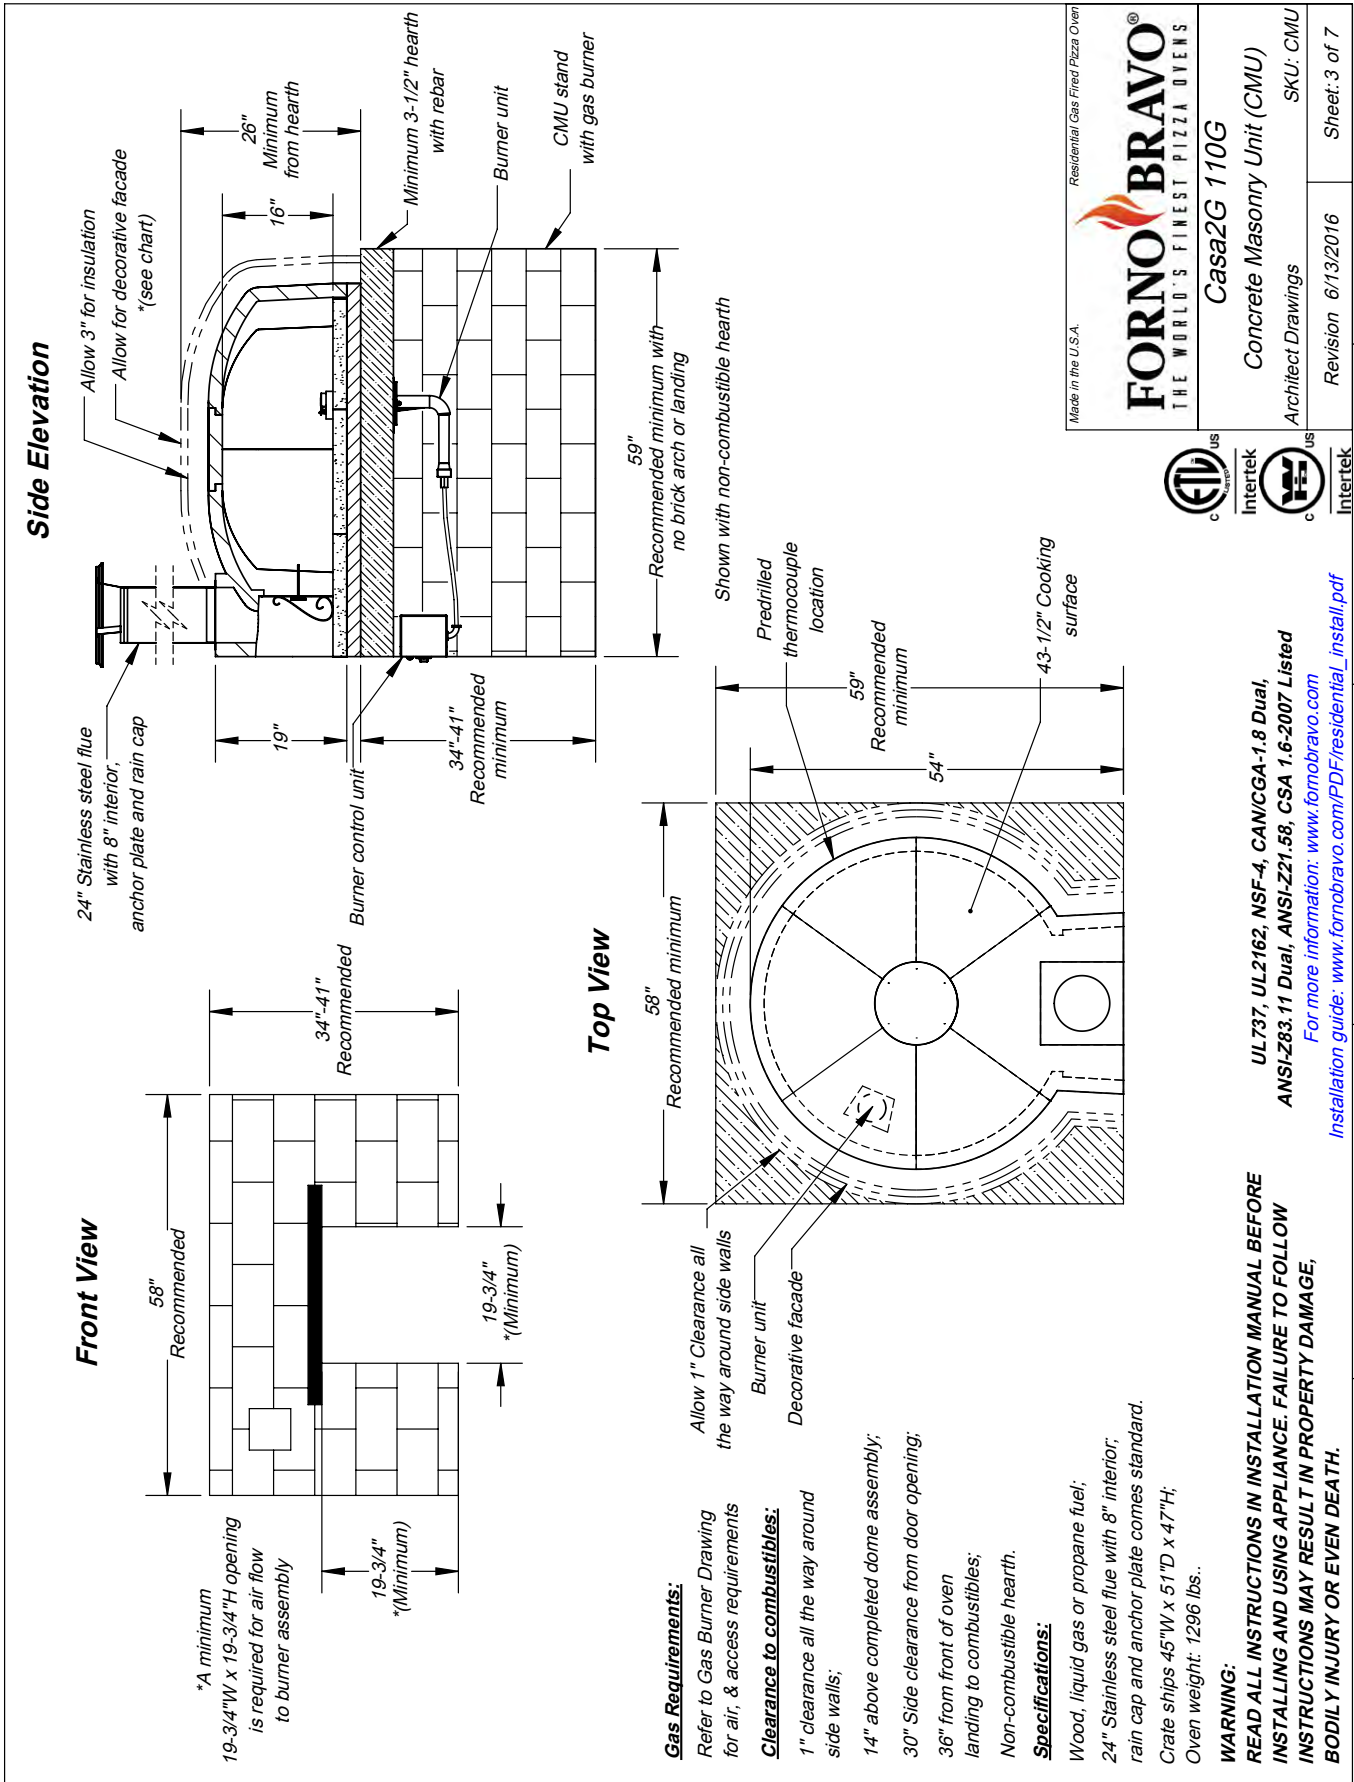 Front View
58"
Recommended
34"-41"
Recommended
*A minimum
19-3/4"W x 19-3/4"H opening
is required for air flow
to burner assembly
19-3/4"
*(Minimum)
19-3/4"
*(Minimum)
Side Elevation
24" Stainless steel flue
with 8" interior,
anchor plate and rain cap
Allow 3" for insulation
Allow for decorative facade
*(see chart)
26"
Minimum
from hearth
16"
19"
Minimum 3-1/2" hearth
with rebar
Burner unit
CMU stand
with gas burner
Burner control unit
34"-41"
Recommended
minimum
59"
Recommended minimum with
no brick arch or landing
Shown with non-combustible hearth
Top View
58"
Recommended minimum
Allow 1" Clearance all
the way around side walls
Burner unit
Decorative facade
Predrilled
thermocouple
location
59"
Recommended
minimum
54"
43-1/2" Cooking
surface
Gas Requirements:
Refer to Gas Burner Drawing
for air, & access requirements
Clearance to combustibles:
1" clearance all the way around
side walls;
14" above completed dome assembly;
30" Side clearance from door opening;
36" from front of oven
landing to combustibles;
Non-combustible hearth.
Specifications:
Wood, liquid gas or propane fuel;
24" Stainless steel flue with 8" interior;
rain cap and anchor plate comes standard.
Crate ships 45"W x 51"D x 47"H;
Oven weight: 1296 lbs..
WARNING:
READ ALL INSTRUCTIONS IN INSTALLATION MANUAL BEFORE
INSTALLING AND USING APPLIANCE. FAILURE TO FOLLOW
INSTRUCTIONS MAY RESULT IN PROPERTY DAMAGE,
BODILY INJURY OR EVEN DEATH.
UL737, UL2162, NSF-4, CAN/CGA-1.8 Dual,
ANSI-Z83.11 Dual, ANSI-Z21.58, CSA 1.6-2007 Listed
For more information: www.fornobravo.com
Installation guide: www.fornobravo.com/PDF/residential_install.pdf
C ETL LISTED US
Intertek
C WH US
Intertek
Made in the U.S.A.
Residential Gas Fired Pizza Oven
FORNO BRAVO®
THE WORLD'S FINEST PIZZA OVENS
Casa2G 110G
Concrete Masonry Unit (CMU)
Architect Drawings
SKU: CMU
Revision 6/13/2016
Sheet: 3 of 7